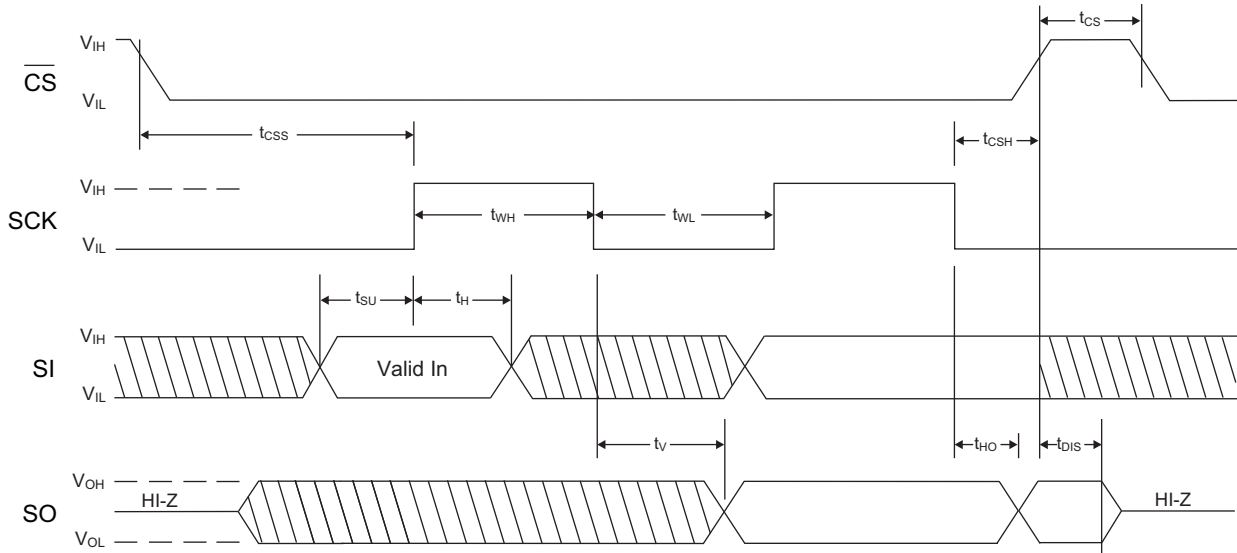 tCS
VIH
CS
VIL
tCSS
tCSH
VIH
SCK
tWH
tWL
VIL
tSU
tH
VIH
SI
Valid In
VIL
tV
tHO
tDIS
VOH
HI-Z
HI-Z
SO
VOL